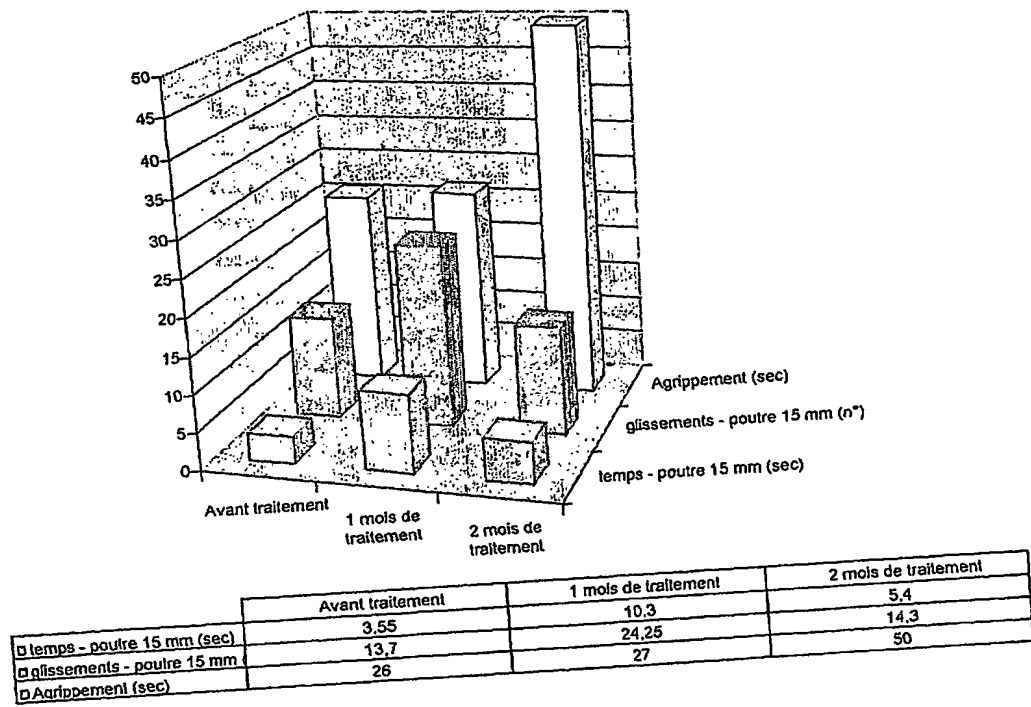 50
45
40
35
30
25
20
15
10
5
0
Avant traitement
1 mois de
traitement
2 mois de
traitement
Agrippement (sec)
glissements - poutre 15 mm (n°)
temps - poutre 15 mm (sec)
Avant traitement 1 mois de traitement 2 mois de traitement
temps - poutre 15 mm (sec) 3,55 10,3 5,4
glissements - poutre 15 mm ( 13,7 24,25 14,3
Agrippement (sec) 26 27 50